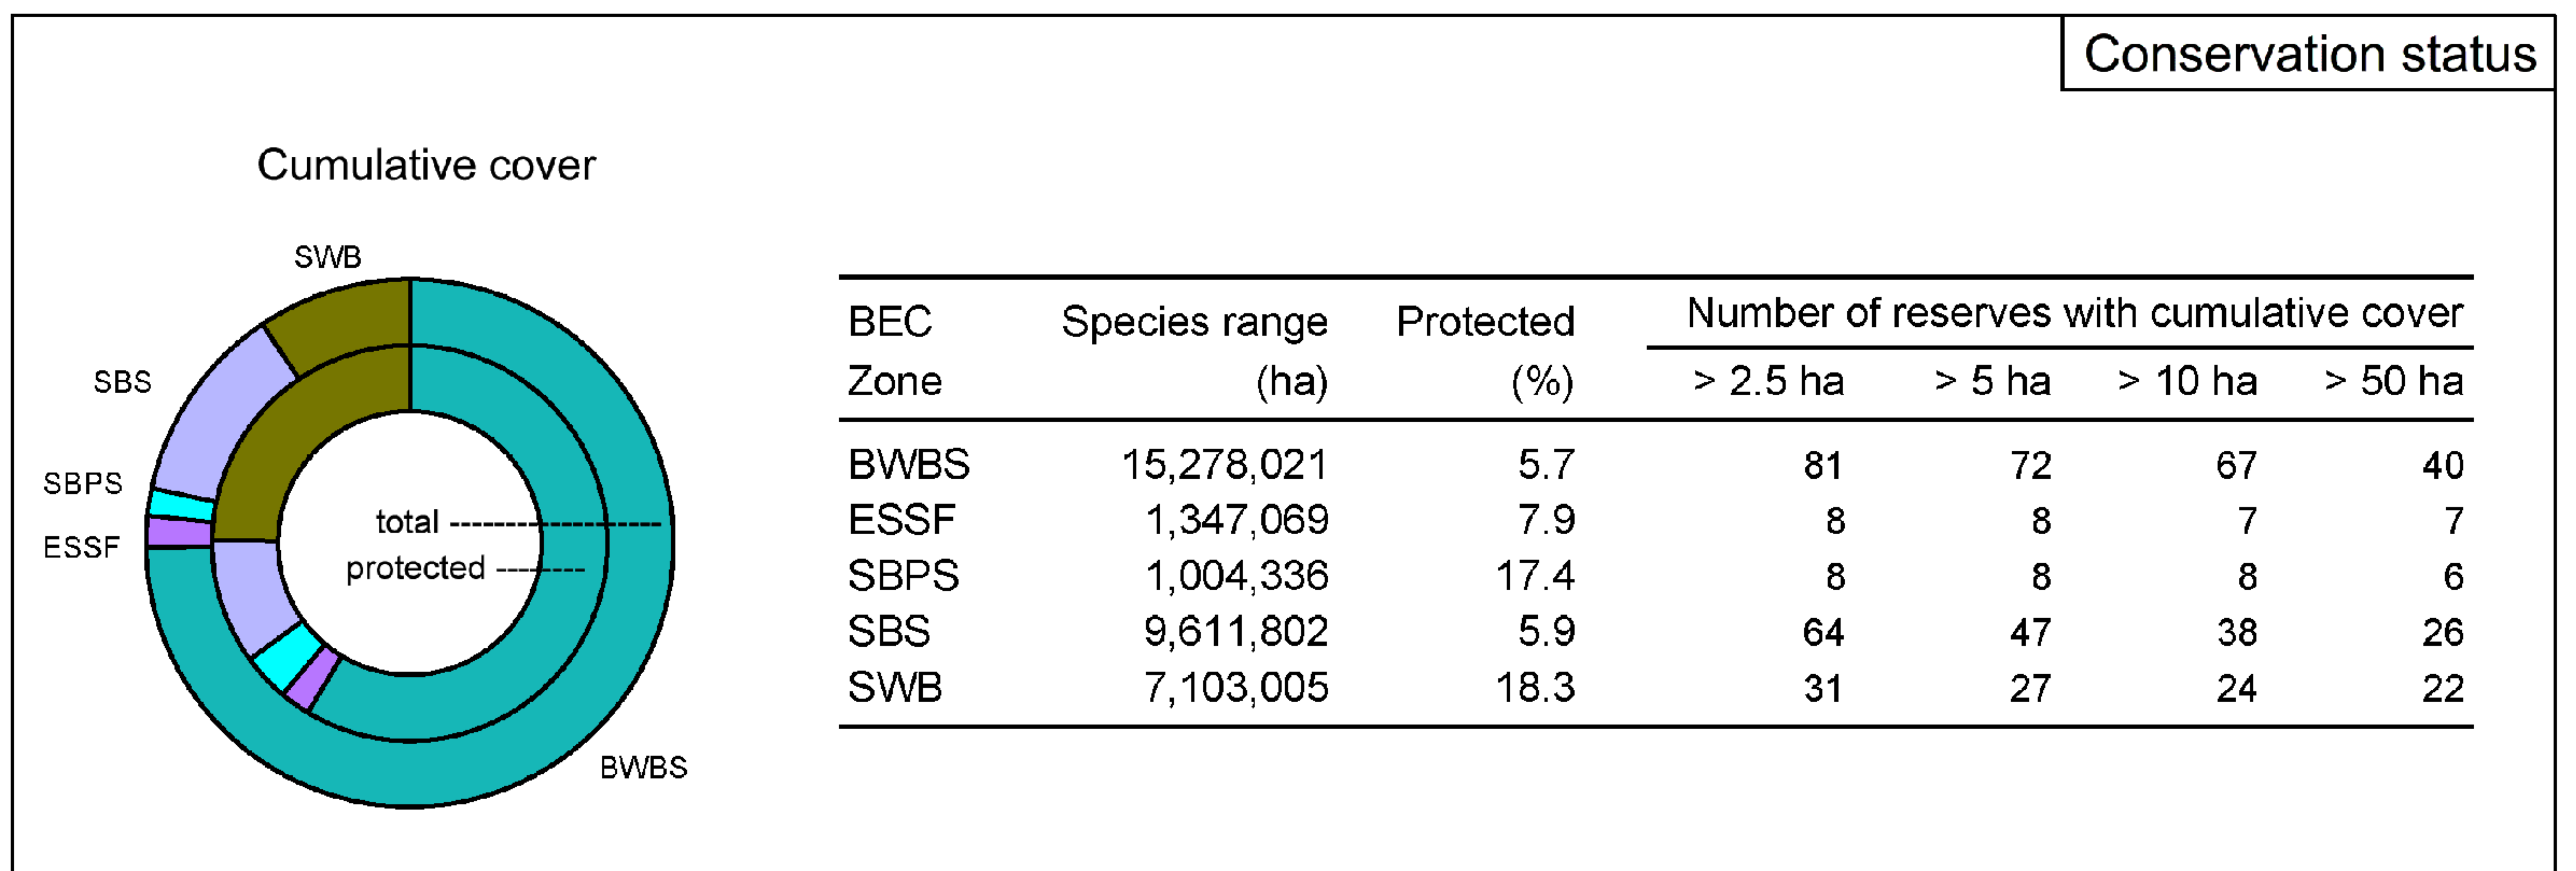 Conservation status
Cumulative cover
SWB
SBS
SBPS
ESSF
BWBS
total
protected
BEC Zone Species range (ha) Protected (%) Number of reserves with cumulative cover
> 2.5 ha > 5 ha > 10 ha > 50 ha
BWBS 15,278,021 5.7 81 72 67 40
ESSF 1,347,069 7.9 8 8 7 7
SBPS 1,004,336 17.4 8 8 8 6
SBS 9,611,802 5.9 64 47 38 26
SWB 7,103,005 18.3 31 27 24 22